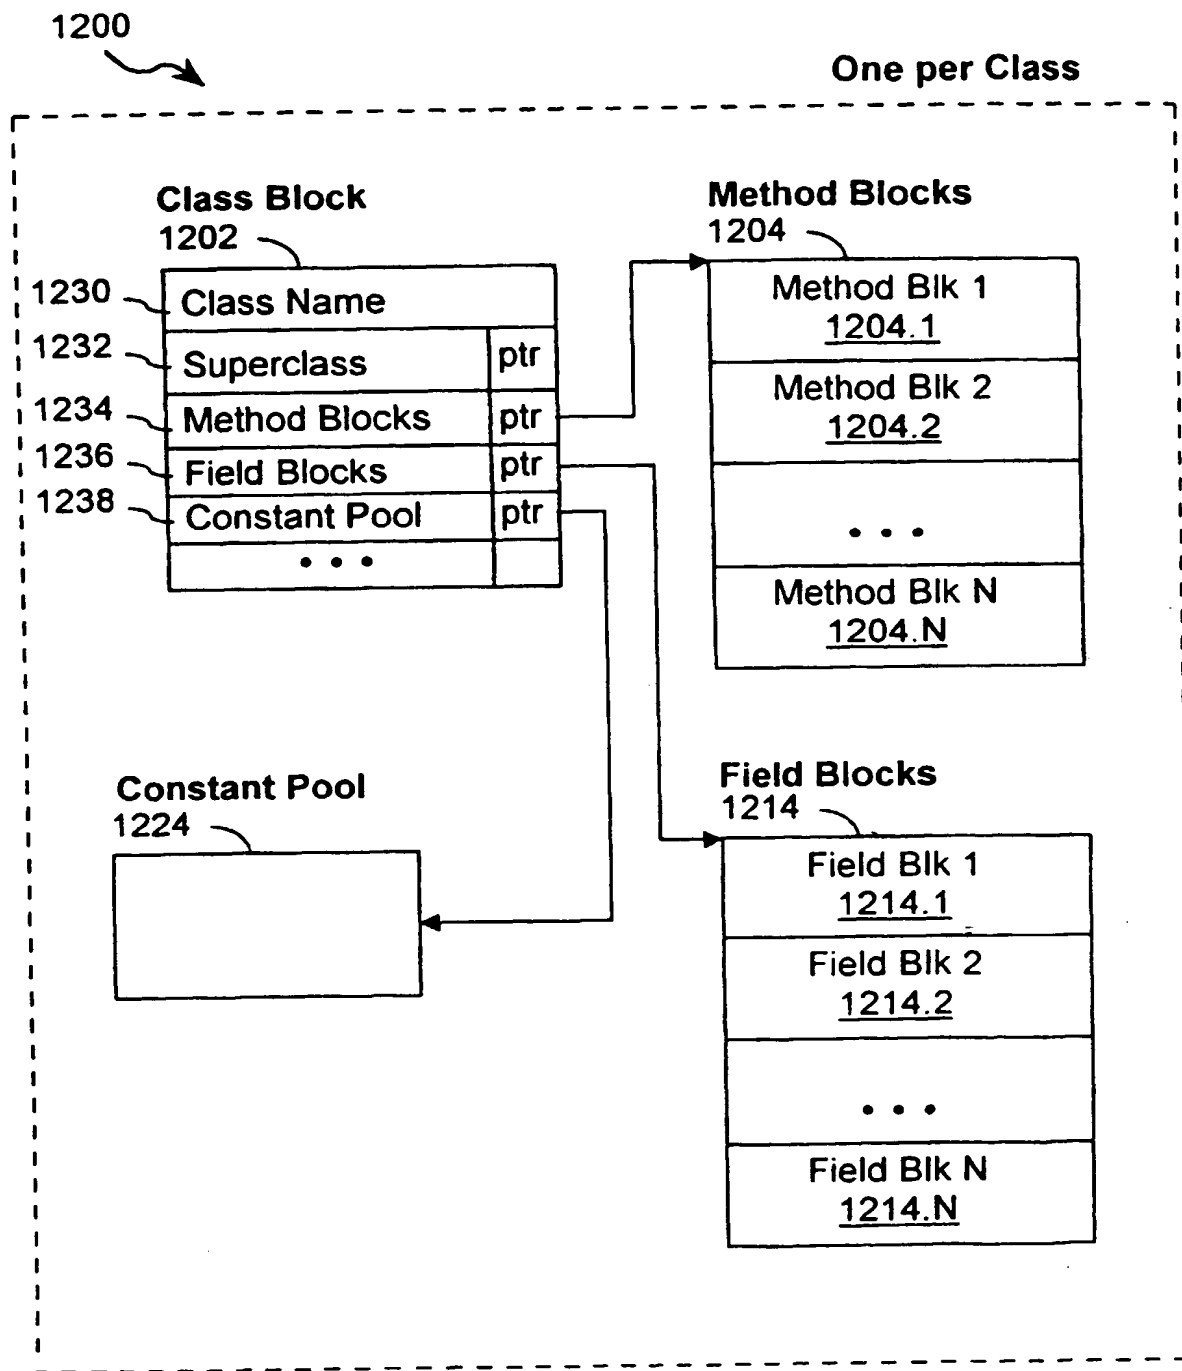 1200
One per Class
Class Block
1202
1230
Class Name
1232
Superclass ptr
1234
Method Blocks ptr
1236
Field Blocks ptr
1238
Constant Pool ptr
• • •
Method Blocks
1204
Method Blk 1
1204.1
Method Blk 2
1204.2
• • •
Method Blk N
1204.N
Constant Pool
1224
Field Blocks
1214
Field Blk 1
1214.1
Field Blk 2
1214.2
• • •
Field Blk N
1214.N